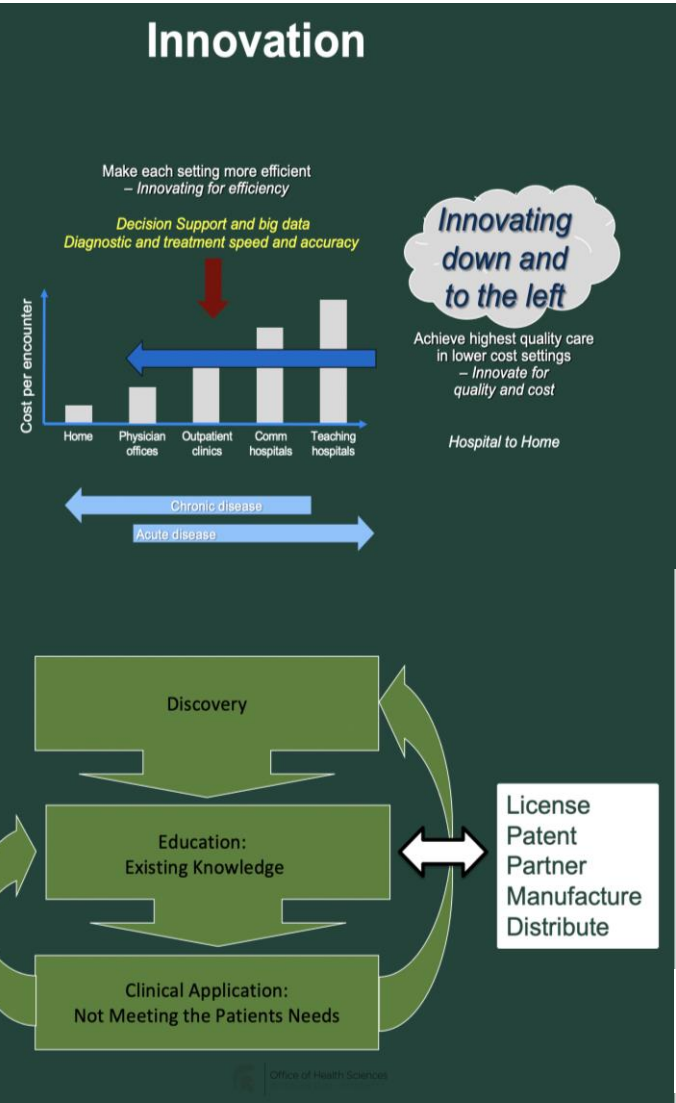 Innovation
Make each setting more efficient
– Innovating for efficiency
Decision Support and big data
Diagnostic and treatment speed and accuracy
Innovating
down and
to the left
Achieve highest quality care
in lower cost settings
– Innovate for
quality and cost
Hospital to Home
Cost per encounter
Home
Physician
offices
Outpatient
clinics
Comm
hospitals
Teaching
hospitals
Chronic disease
Acute disease
Discovery
Education:
Existing Knowledge
Clinical Application:
Not Meeting the Patients Needs
License
Patent
Partner
Manufacture
Distribute
Office of Health Sciences